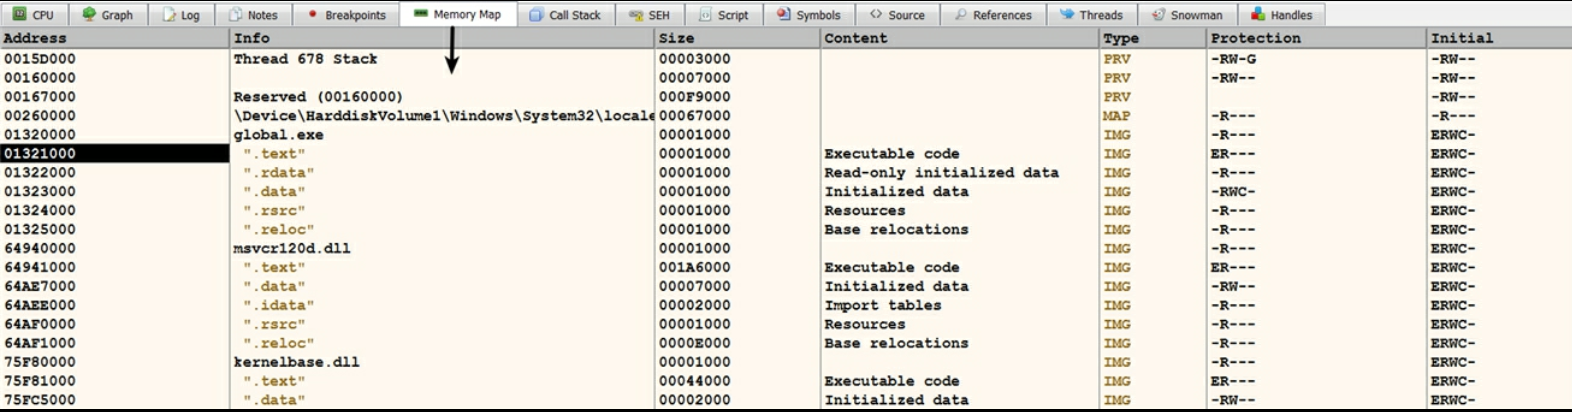 CPU Graph Log Notes Breakpoints Memory Map Call Stack SEH Script Symbols Source References Threads Snowman Handles
Address Info Size Content Type Protection Initial
0015D000 Thread 678 Stack 00003000 PRV -RW-G -RW--
00160000 00007000 PRV -RW-- -RW--
00167000 Reserved (00160000) 000F9000 PRV -RW--
00260000 \Device\HarddiskVolume1\Windows\System32\locale 00067000 MAP -R--- -R---
01320000 global.exe 00001000 IMG -R--- ERWC-
01321000 ".text" 00001000 Executable code IMG ER--- ERWC-
01322000 ".rdata" 00001000 Read-only initialized data IMG -R--- ERWC-
01323000 ".data" 00001000 Initialized data IMG -RWC- ERWC-
01324000 ".rsrc" 00001000 Resources IMG -R--- ERWC-
01325000 ".reloc" 00001000 Base relocations IMG -R--- ERWC-
64940000 msvcr120d.dll 00001000 IMG -R--- ERWC-
64941000 ".text" 001A6000 Executable code IMG ER--- ERWC-
64AE7000 ".data" 00007000 Initialized data IMG -RW-- ERWC-
64AEE000 ".idata" 00002000 Import tables IMG -R--- ERWC-
64AF0000 ".rsrc" 00001000 Resources IMG -R--- ERWC-
64AF1000 ".reloc" 0000E000 Base relocations IMG -R--- ERWC-
75F80000 kernelbase.dll 00001000 IMG -R--- ERWC-
75F81000 ".text" 00044000 Executable code IMG ER--- ERWC-
75FC5000 ".data" 00002000 Initialized data IMG -RW-- ERWC-